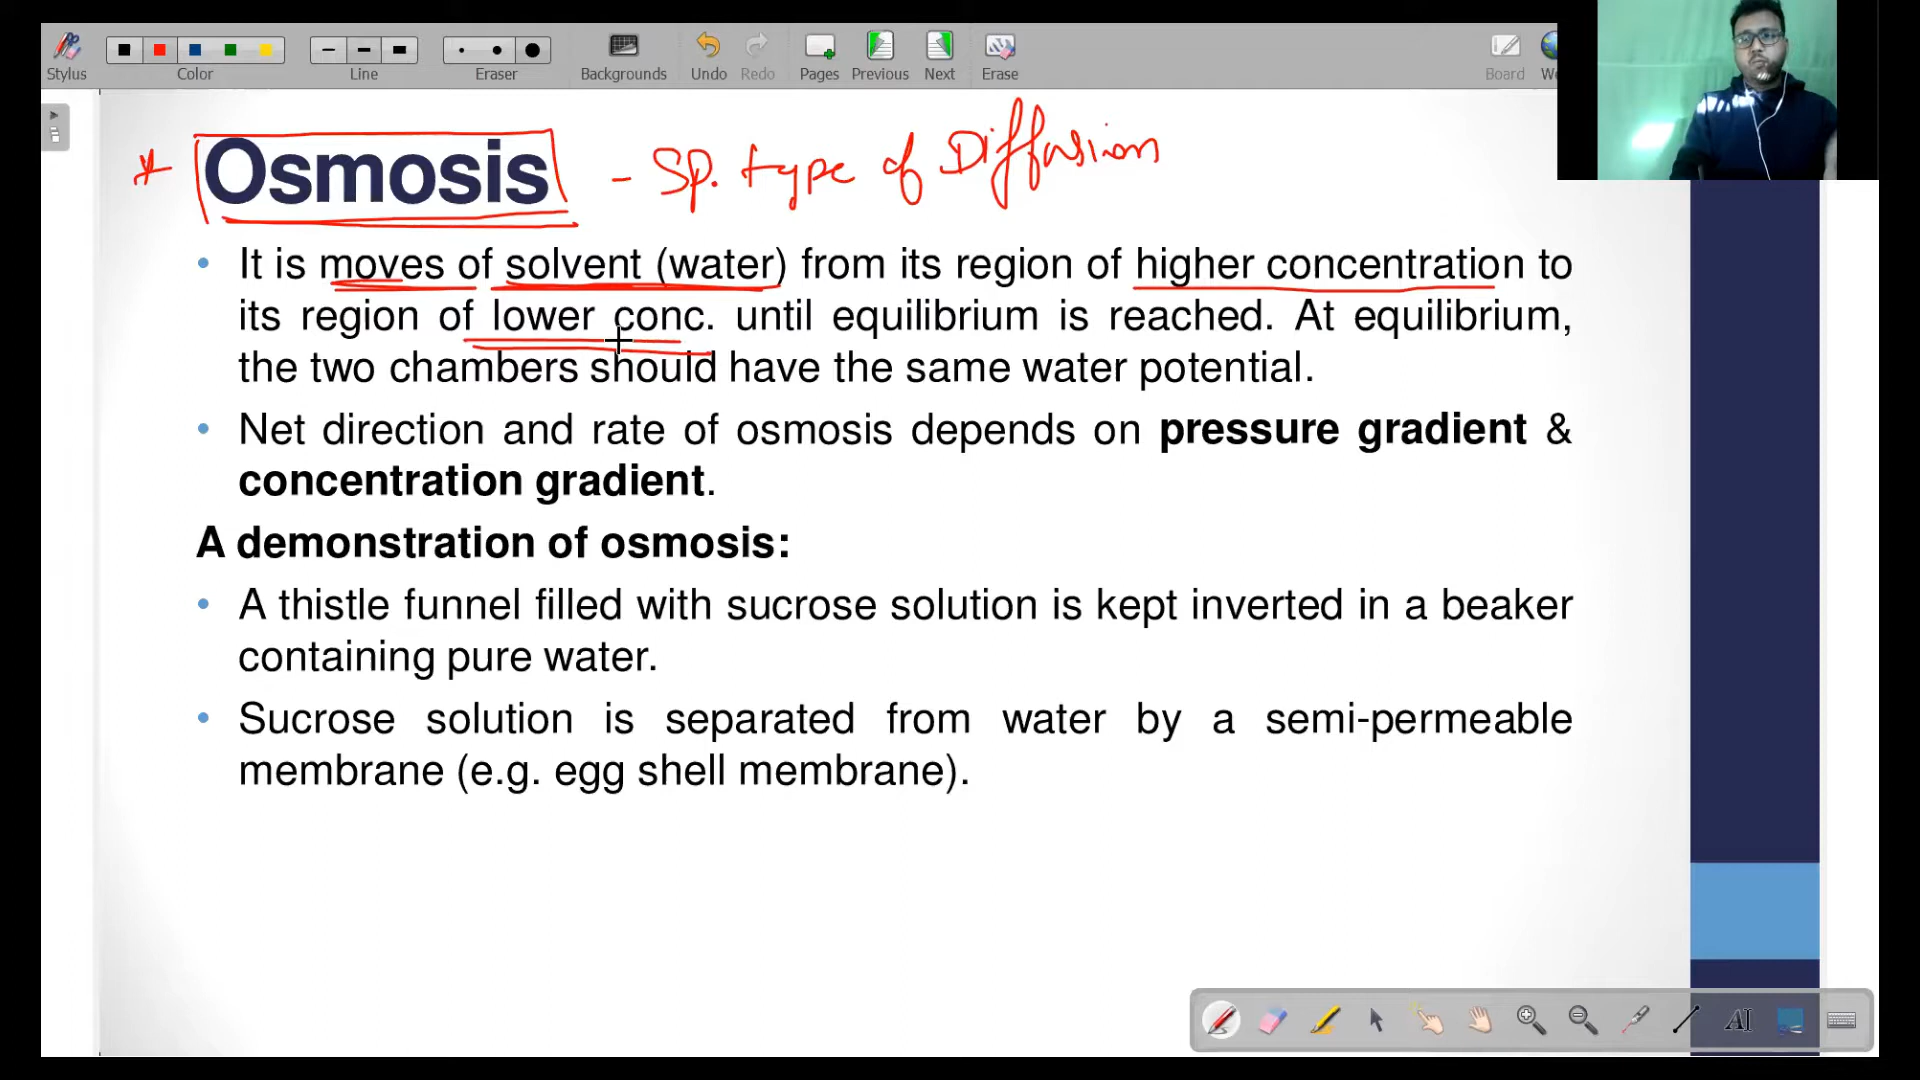 Stylus
Color
Line
Eraser
Backgrounds
Undo
Redo
Pages
Previous
Next
Erase
Board
Osmosis - Sp. type of Diffusion
• It is moves of solvent (water) from its region of higher concentration to
its region of lower conc. until equilibrium is reached. At equilibrium,
the two chambers should have the same water potential.
• Net direction and rate of osmosis depends on pressure gradient &
concentration gradient.
A demonstration of osmosis:
• A thistle funnel filled with sucrose solution is kept inverted in a beaker
containing pure water.
• Sucrose solution is separated from water by a semi-permeable
membrane (e.g. egg shell membrane).